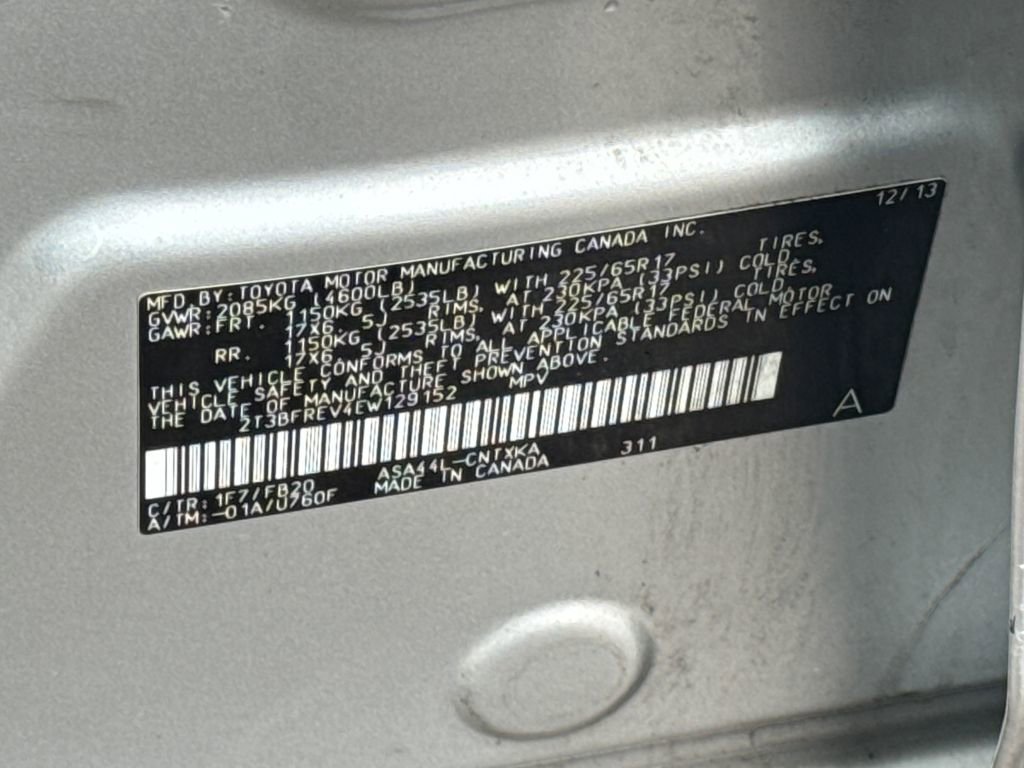 12/13
MFD. BY: TOYOTA MOTOR MANUFACTURING CANADA INC.
GVWR: 2085KG (4600LB)
GAWR: FRT. 1150KG (2535LB) WITH 225/65R17 TIRES,
17X6.5J RIMS, AT 230KPA (33PSI) COLD.
RR. 1150KG (2535LB) WITH 225/65R17 TIRES,
17X6.5J RIMS, AT 230KPA (33PSI) COLD.
THIS VEHICLE CONFORMS TO ALL APPLICABLE FEDERAL MOTOR
VEHICLE SAFETY AND THEFT PREVENTION STANDARDS IN EFFECT ON
THE DATE OF MANUFACTURE SHOWN ABOVE.
2T3BFREV4EW129152 MPV
A
C/TR: 1F7/FB20 ASA44L-CNTXKA 311
A/TM: -01A/U760F MADE IN CANADA